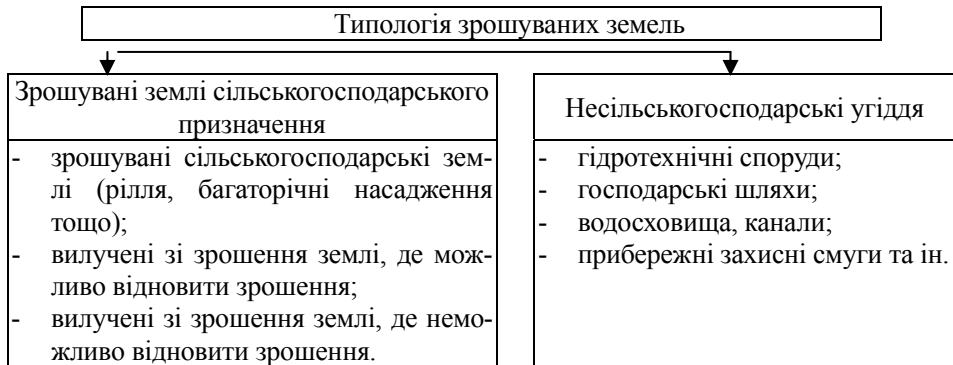 Типологія зрошуваних земель
Зрошувані землі сільськогосподарського
призначення
- зрошувані сільськогосподарські зем-
лі (рілля, багаторічні насадження
тощо);
- вилучені зі зрошення землі, де мож-
ливо відновити зрошення;
- вилучені зі зрошення землі, де немо-
жливо відновити зрошення.
Несільськогосподарські угіддя
- гідротехнічні споруди;
- господарські шляхи;
- водосховища, канали;
- прибережні захисні смуги та ін.